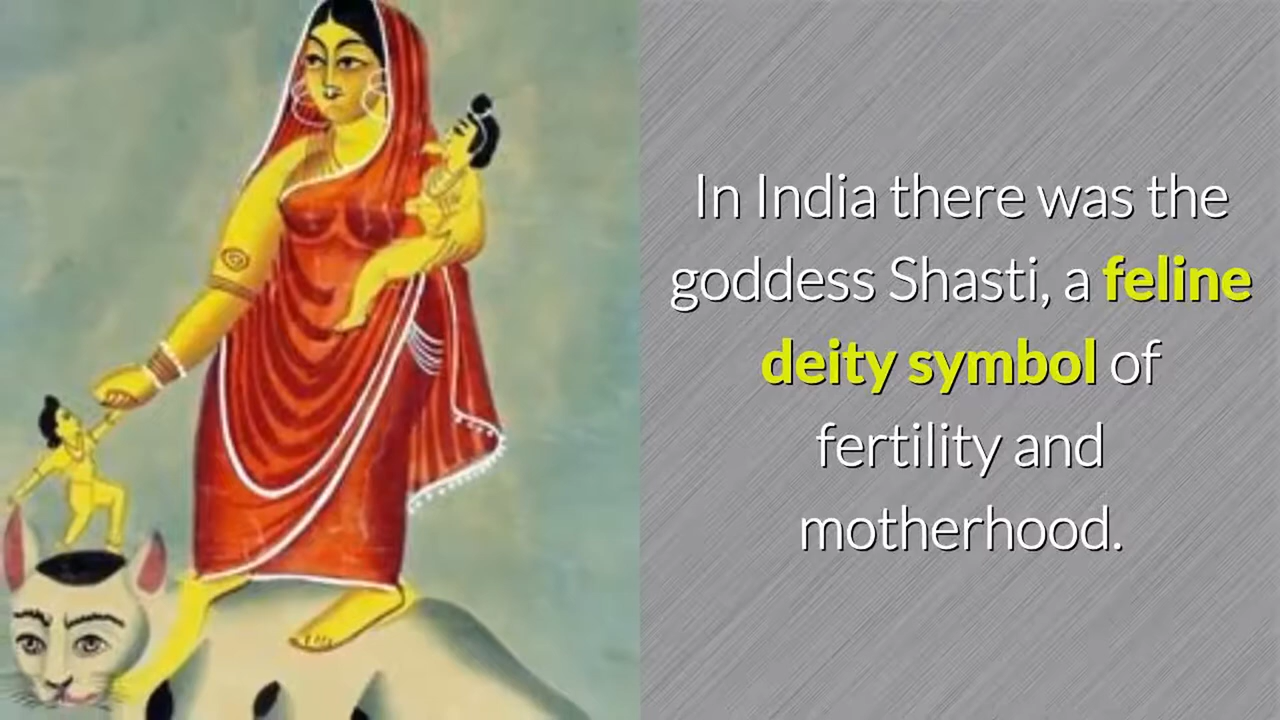 In India there was the
goddess Shasti, a feline
deity symbol of
fertility and
motherhood.